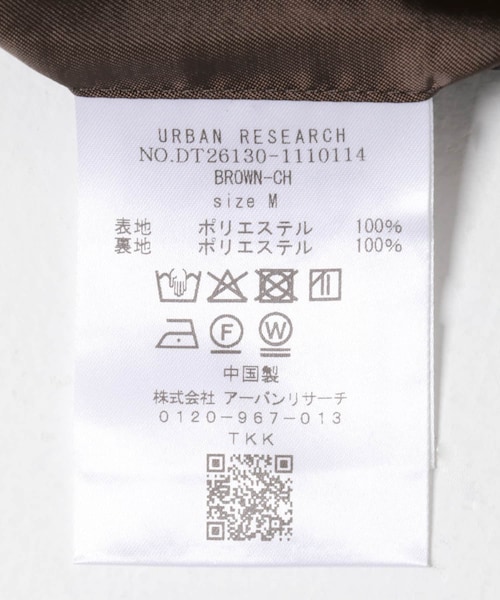 URBAN RESEARCH
NO.DT26130-1110114
BROWN-CH
size M
表地 ポリエステル 100%
裏地 ポリエステル 100%
F W
中国製
株式会社 アーバンリサーチ
0120-967-013
TKK